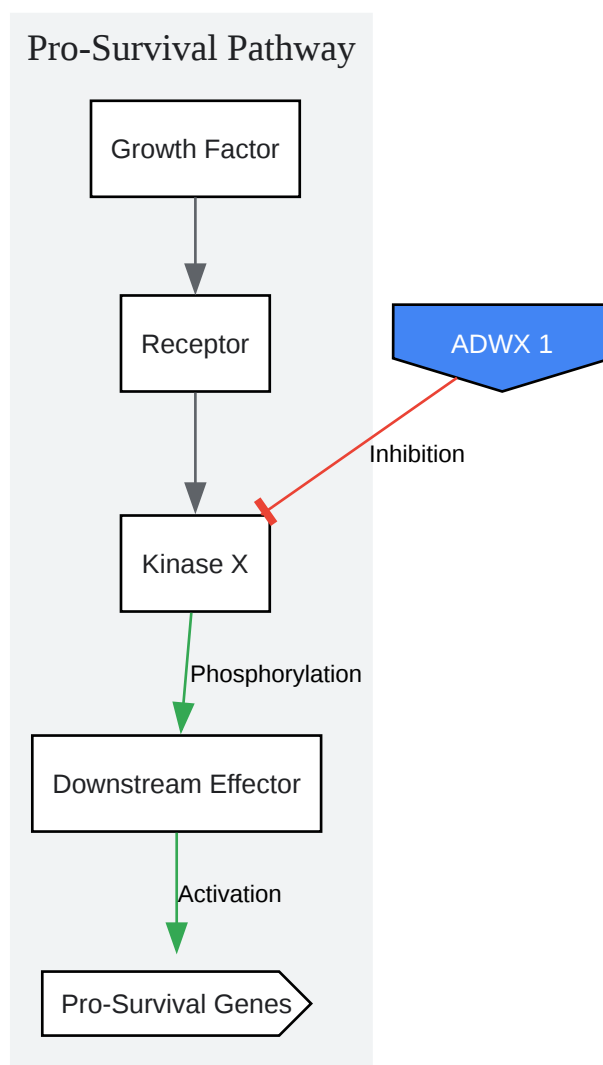 Pro-Survival Pathway
Growth Factor
Receptor
ADWX 1
Inhibition
Kinase X
Phosphorylation
Downstream Effector
Activation
Pro-Survival Genes